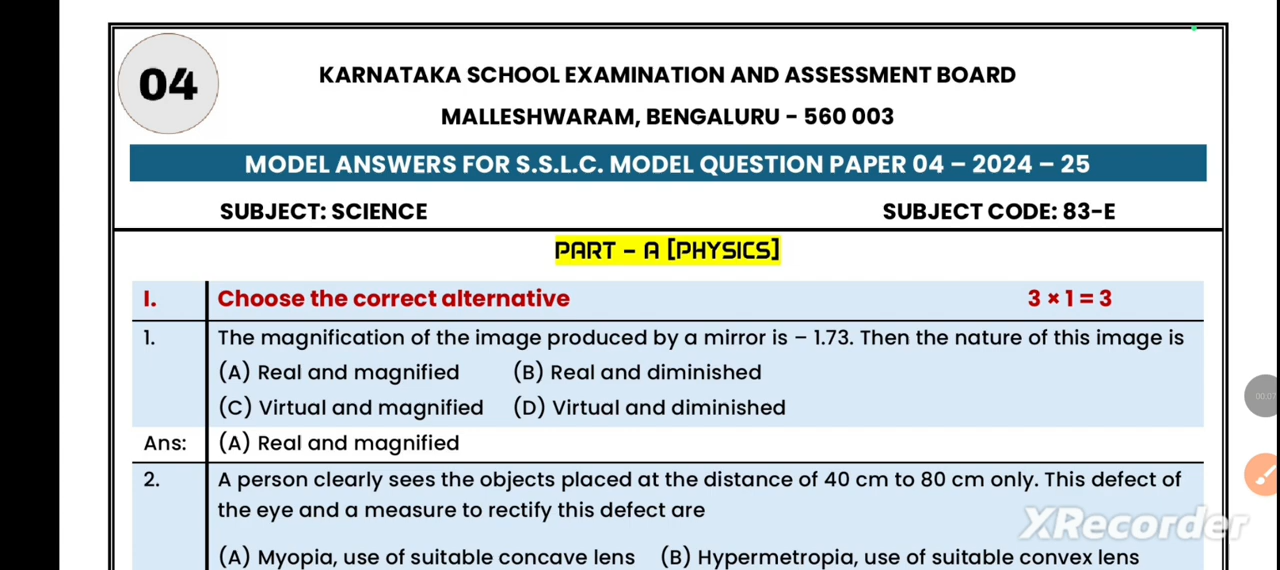 04
KARNATAKA SCHOOL EXAMINATION AND ASSESSMENT BOARD
MALLESHWARAM, BENGALURU - 560 003
MODEL ANSWERS FOR S.S.L.C. MODEL QUESTION PAPER 04 – 2024 – 25
SUBJECT: SCIENCE SUBJECT CODE: 83-E
PART – A [PHYSICS]
I. Choose the correct alternative 3 × 1 = 3
1. The magnification of the image produced by a mirror is – 1.73. Then the nature of this image is
(A) Real and magnified (B) Real and diminished
(C) Virtual and magnified (D) Virtual and diminished
Ans: (A) Real and magnified
2. A person clearly sees the objects placed at the distance of 40 cm to 80 cm only. This defect of
the eye and a measure to rectify this defect are
(A) Myopia, use of suitable concave lens (B) Hypermetropia, use of suitable convex lens
XRecorder
00:07